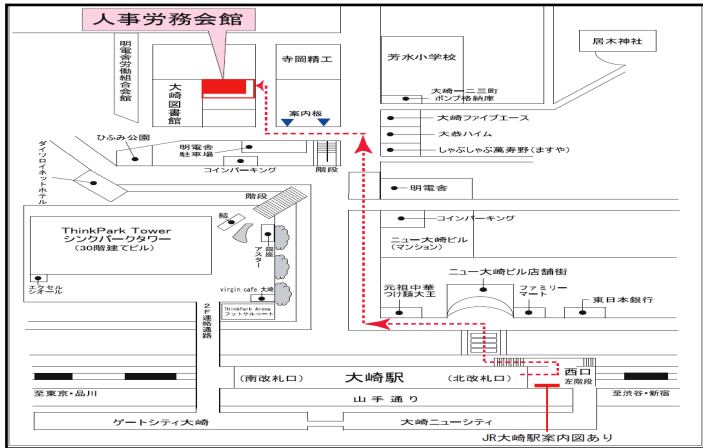 人事労務会館
明電舎労働組合会館
大崎図書館
寺岡精工
案内板
芳水小学校
居木神社
大崎一二三町
ポンプ格納庫
大崎ファイブエース
大恭ハイム
しゃぶしゃぶ萬寿野(ますや)
ひふみ公園
明電舎
駐車場
コインパーキング
階段
ダイワロイネットホテル
階段
明電舎
コインパーキング
ニュー大崎ビル
(マンション)
ThinkPark Tower
シンクパークタワー
(30階建てビル)
鮨
銀座
アスター
エクセル
シオール
virgin cafe 大崎
ThinkPark Arena
フットサルコート
2F連絡通路
元祖中華
つけ麺大王
ニュー大崎ビル店舗街
ファミリー
マート
東日本銀行
(南改札口)
大崎駅
(北改札口)
西口
左階段
至東京・品川
山手通り
至渋谷・新宿
ゲートシティ大崎
大崎ニューシティ
JR大崎駅案内図あり